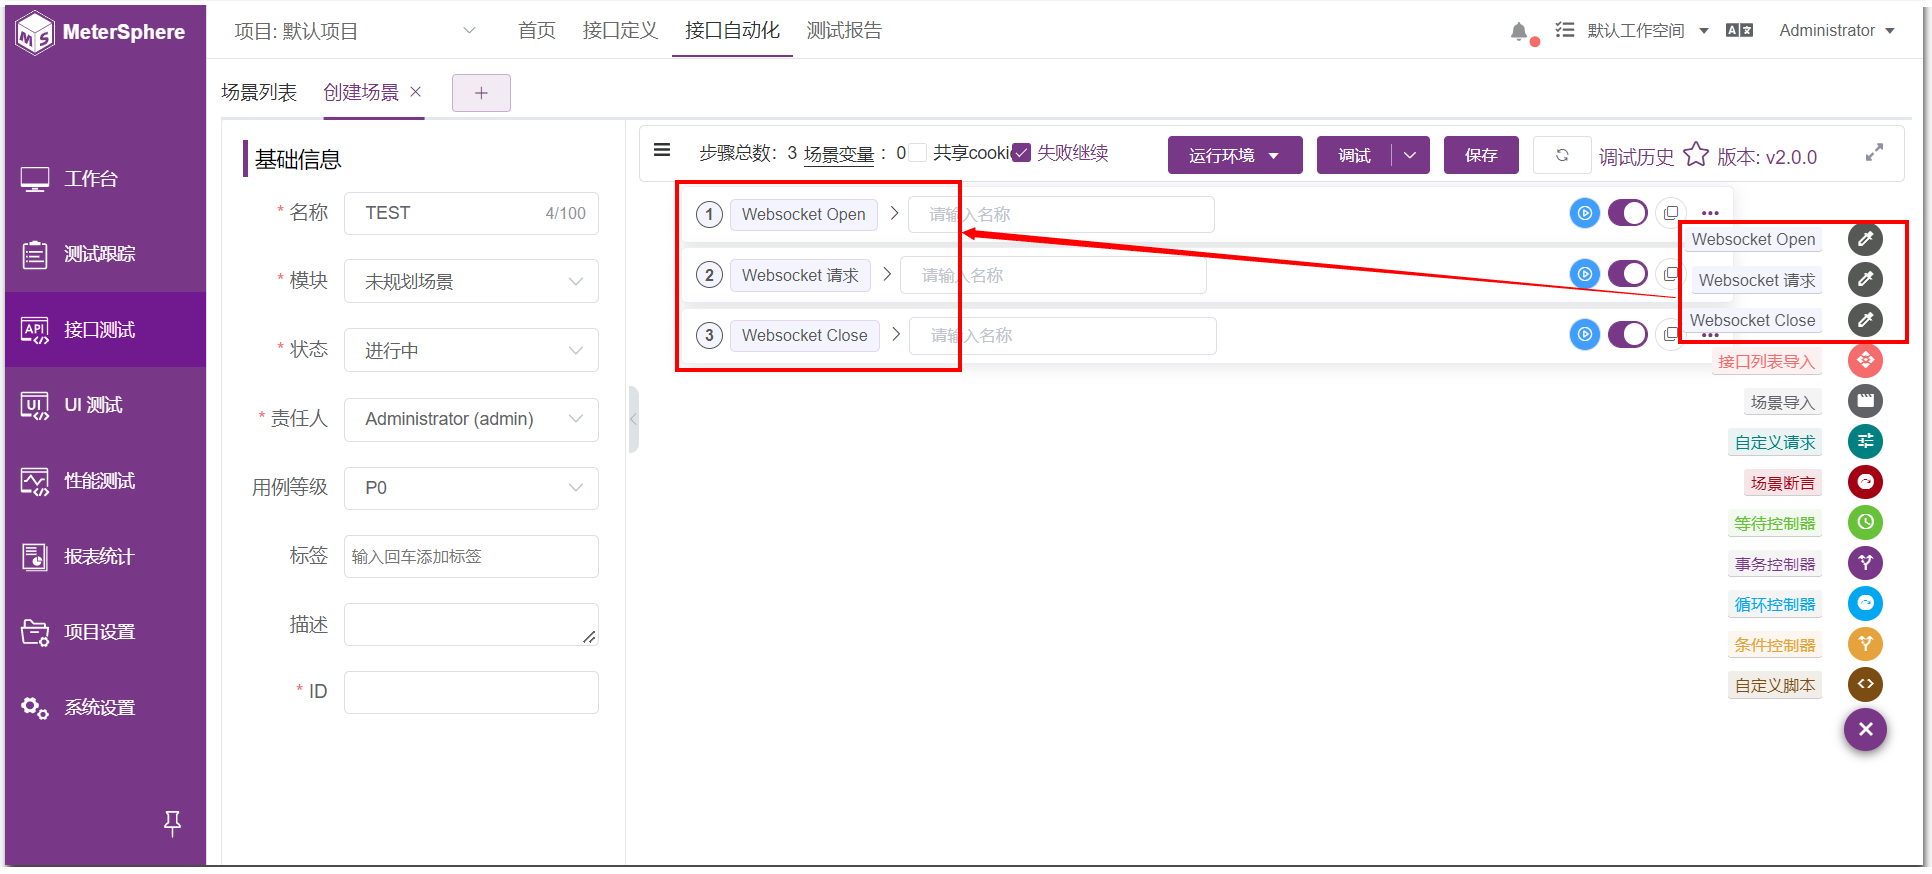 MeterSphere
项目: 默认项目
首页
接口定义
接口自动化
测试报告
默认工作空间
Administrator
场景列表
创建场景
工作台
测试跟踪
接口测试
UI 测试
性能测试
报表统计
项目设置
系统设置
基础信息
* 名称
TEST
4/100
* 模块
未规划场景
* 状态
进行中
* 责任人
Administrator (admin)
用例等级
P0
标签
输入回车添加标签
描述
* ID
步骤总数: 3 场景变量 : 0 共享cooki 失败继续
运行环境
调试
保存
调试历史
版本: v2.0.0
1 Websocket Open
请输入名称
2 Websocket 请求
请输入名称
3 Websocket Close
请输入名称
Websocket Open
Websocket 请求
Websocket Close
接口列表导入
场景导入
自定义请求
场景断言
等待控制器
事务控制器
循环控制器
条件控制器
自定义脚本